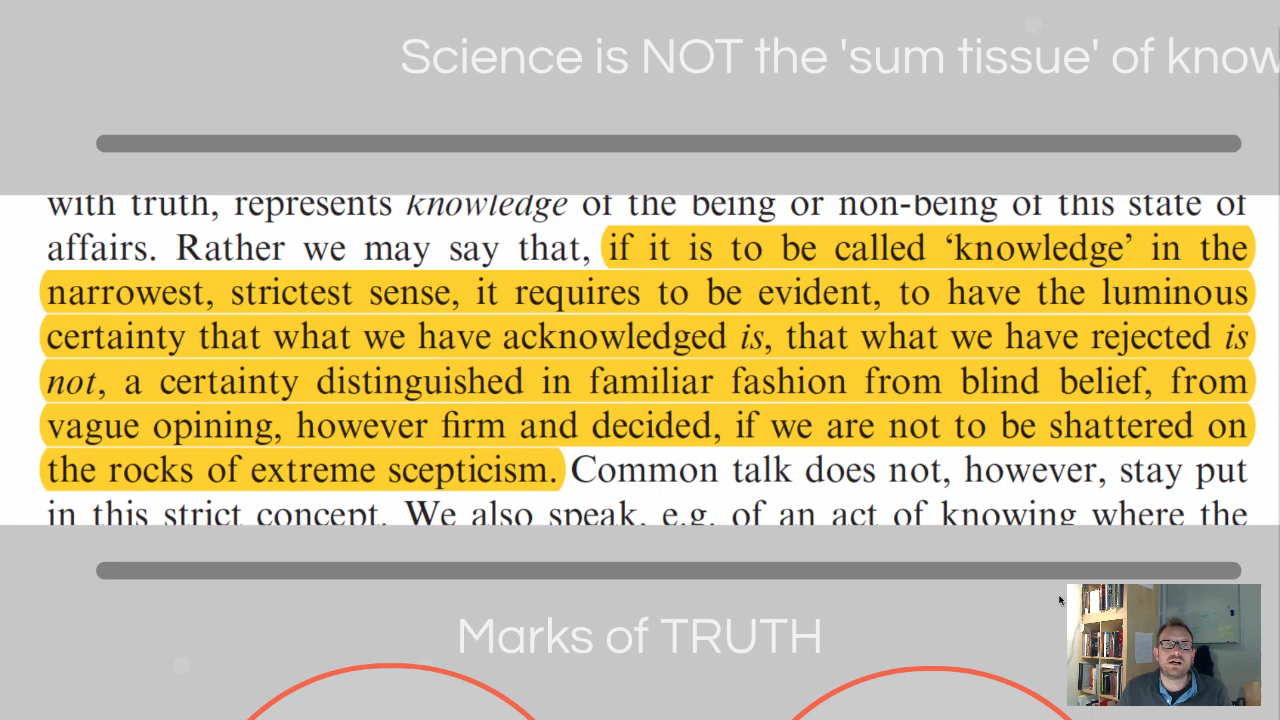 Science is NOT the 'sum tissue' of know
with truth, represents knowledge of the being or non-being of this state of
affairs. Rather we may say that, if it is to be called ‘knowledge’ in the
narrowest, strictest sense, it requires to be evident, to have the luminous
certainty that what we have acknowledged is, that what we have rejected is
not, a certainty distinguished in familiar fashion from blind belief, from
vague opining, however firm and decided, if we are not to be shattered on
the rocks of extreme scepticism. Common talk does not, however, stay put
in this strict concept. We also speak, e.g. of an act of knowing where the
Marks of TRUTH